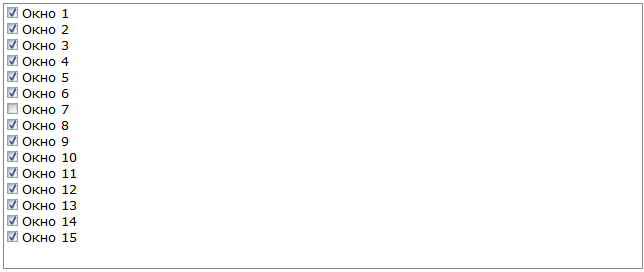 Окно 1
Окно 2
Окно 3
Окно 4
Окно 5
Окно 6
Окно 7
Окно 8
Окно 9
Окно 10
Окно 11
Окно 12
Окно 13
Окно 14
Окно 15